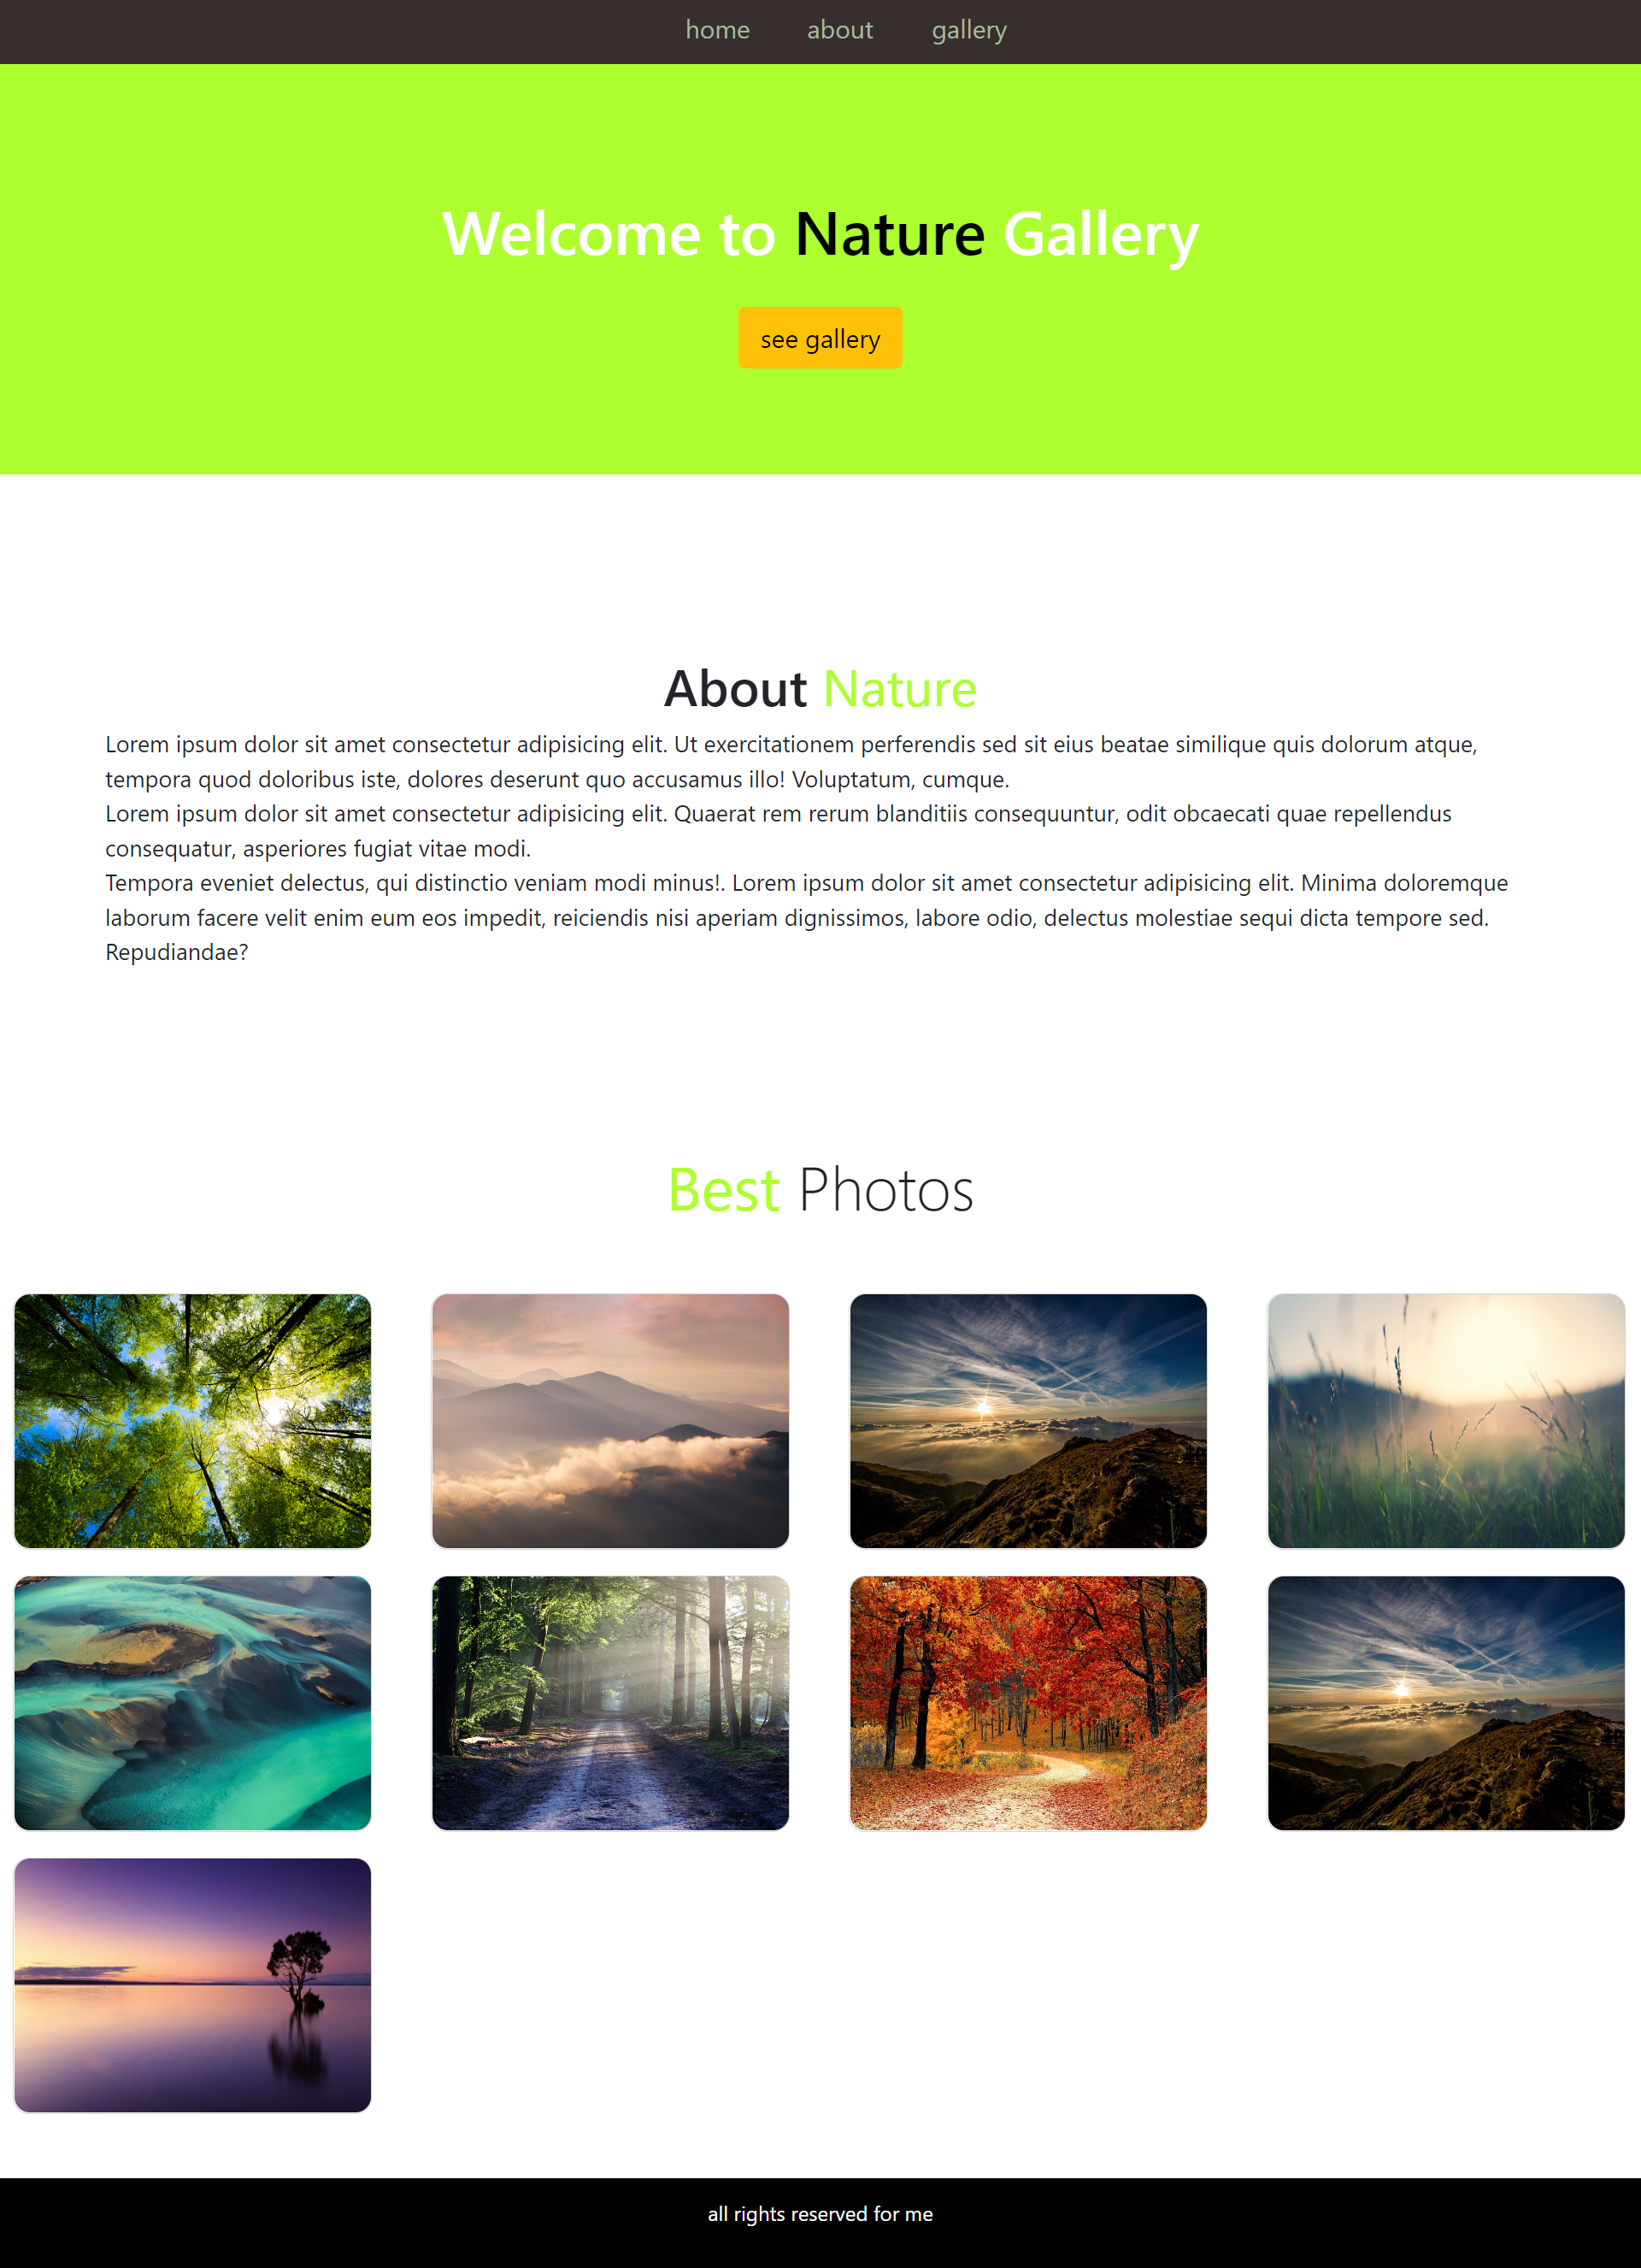 home about gallery
Welcome to Nature Gallery
see gallery
About Nature
Lorem ipsum dolor sit amet consectetur adipisicing elit. Ut exercitationem perferendis sed sit eius beatae similique quis dolorum atque,
tempora quod doloribus iste, dolores deserunt quo accusamus illo! Voluptatum, cumque.
Lorem ipsum dolor sit amet consectetur adipisicing elit. Quaerat rem rerum blanditiis consequuntur, odit obcaecati quae repellendus
consequatur, asperiores fugiat vitae modi.
Tempora eveniet delectus, qui distinctio veniam modi minus!. Lorem ipsum dolor sit amet consectetur adipisicing elit. Minima doloremque
laborum facere velit enim eum eos impedit, reiciendis nisi aperiam dignissimos, labore odio, delectus molestiae sequi dicta tempore sed.
Repudiandae?
Best Photos
all rights reserved for me